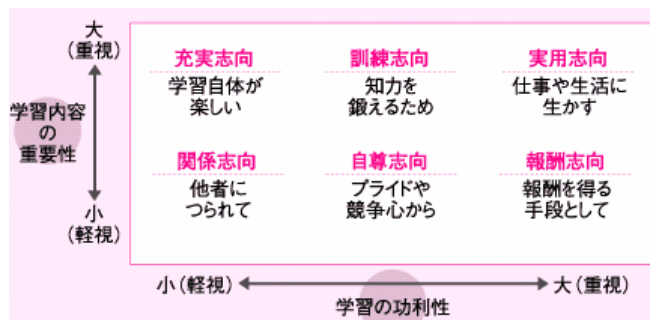 大
(重視)
学習内容
の
重要性
小
(軽視)
充実志向
学習自体が
楽しい
訓練志向
知力を
鍛えるため
実用志向
仕事や生活に
生かす
関係志向
他者に
つられて
自尊志向
プライドや
競争心から
報酬志向
報酬を得る
手段として
小(軽視)
大(重視)
学習の功利性